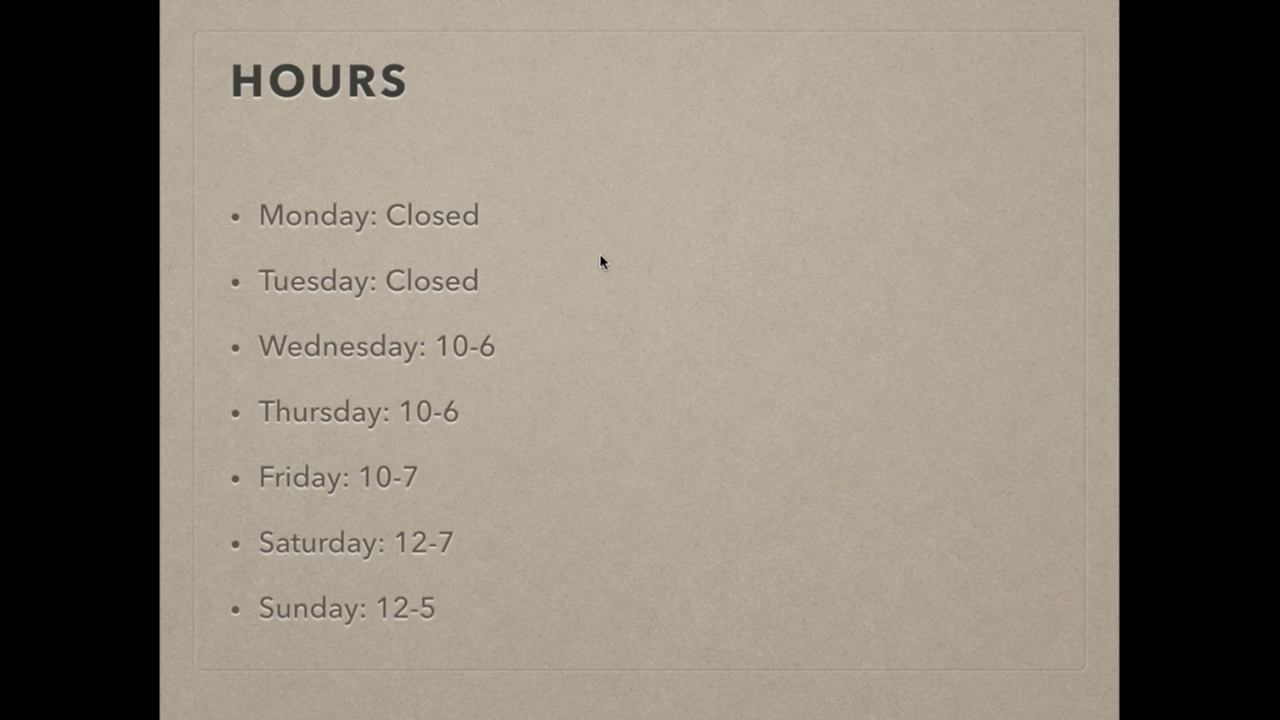 HOURS
• Monday: Closed
• Tuesday: Closed
• Wednesday: 10-6
• Thursday: 10-6
• Friday: 10-7
• Saturday: 12-7
• Sunday: 12-5